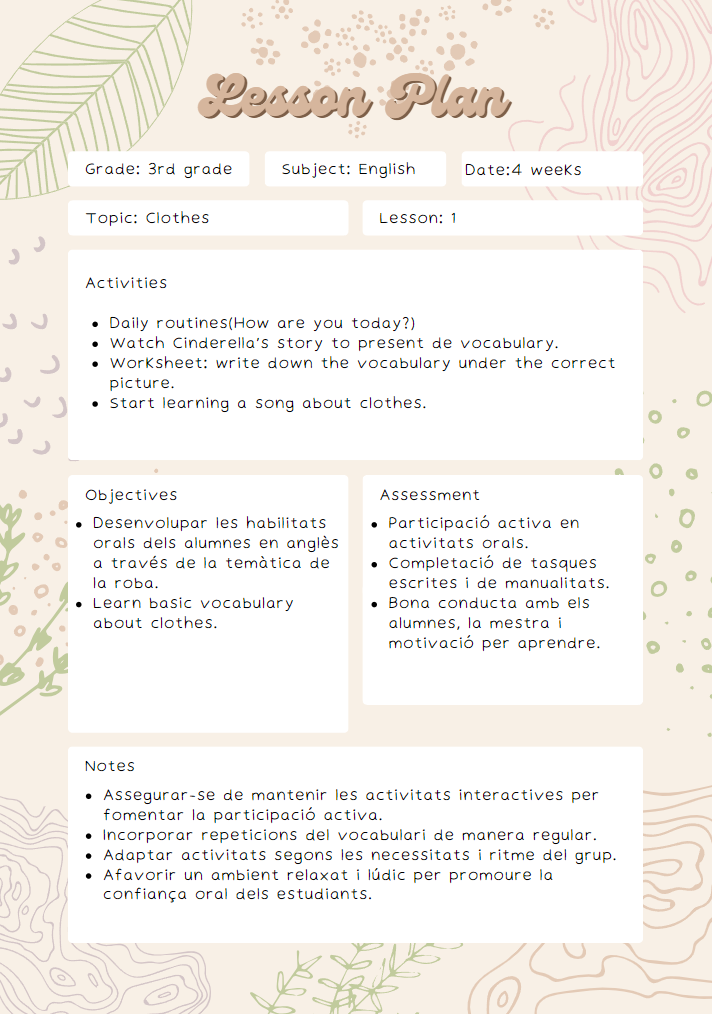 Lesson Plan
Grade: 3rd grade
Subject: English
Date:4 weeks
Topic: Clothes
Lesson: 1
Activities
• Daily routines(How are you today?)
• Watch Cinderella's story to present de vocabulary.
• Worksheet: write down the vocabulary under the correct
picture.
• Start learning a song about clothes.
Objectives
• Desenvolupar les habilitats
orals dels alumnes en anglès
a través de la temàtica de
la roba.
• Learn basic vocabulary
about clothes.
Assessment
• Participació activa en
activitats orals.
• Completació de tasques
escrites i de manualitats.
• Bona conducta amb els
alumnes, la mestra i
motivació per aprendre.
Notes
• Assegurar-se de mantenir les activitats interactives per
fomentar la participació activa.
• Incorporar repeticions del vocabulari de manera regular.
• Adaptar activitats segons les necessitats i ritme del grup.
• Afavorir un ambient relaxat i lúdic per promoure la
confiança oral dels estudiants.